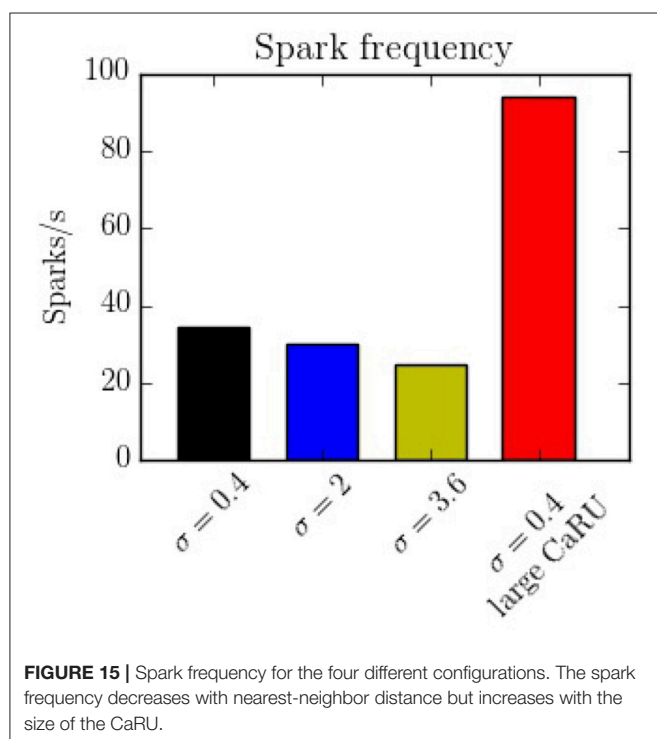 Spark frequency
Sparks/s
100
80
60
40
20
0
σ = 0.4
σ = 2
σ = 3.6
σ = 0.4
large CaRU
FIGURE 15 | Spark frequency for the four different configurations. The spark
frequency decreases with nearest-neighbor distance but increases with the
size of the CaRU.